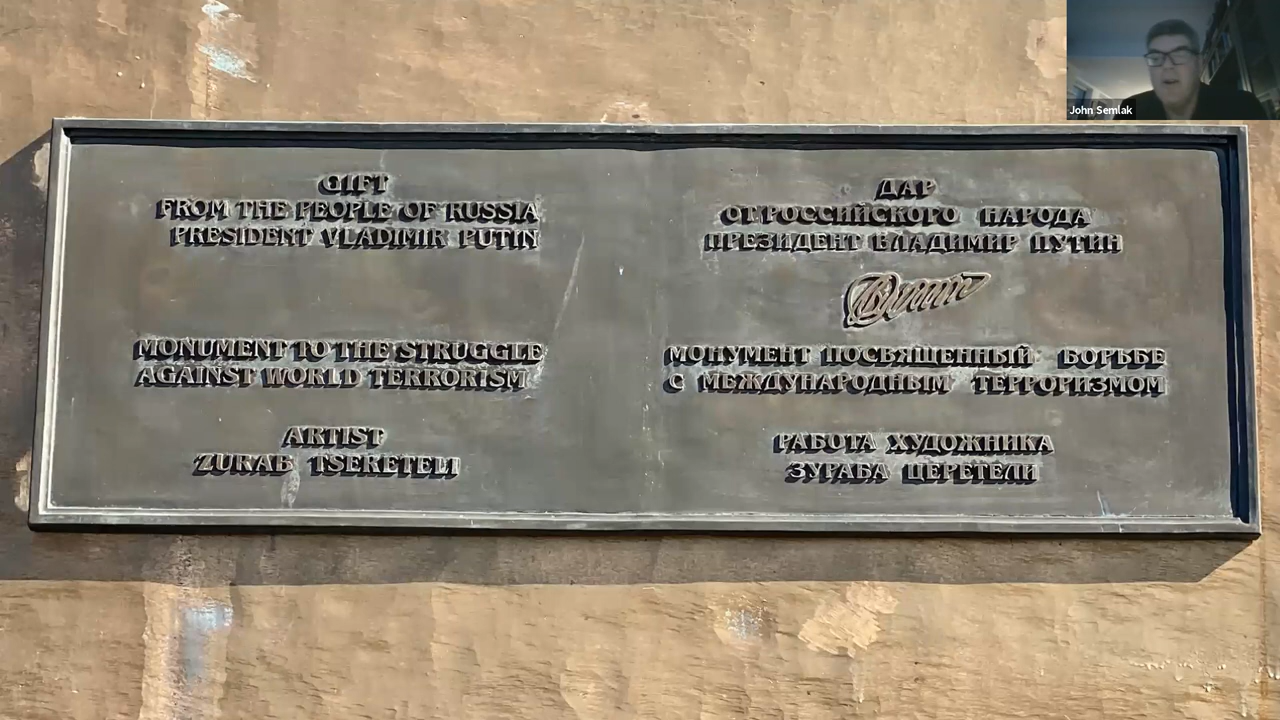 John Semlak
GIFT
FROM THE PEOPLE OF RUSSIA
PRESIDENT VLADIMIR PUTIN
MONUMENT TO THE STRUGGLE
AGAINST WORLD TERRORISM
ARTIST
ZURAB TSERETELI
ДАР
ОТ РОССИЙСКОГО НАРОДА
ПРЕЗИДЕНТ ВЛАДИМИР ПУТИН
МОНУМЕНТ ПОСВЯЩЕННЫЙ БОРЬБЕ
С МЕЖДУНАРОДНЫМ ТЕРРОРИЗМОМ
РАБОТА ХУДОЖНИКА
ЗУРАБА ЦЕРЕТЕЛИ